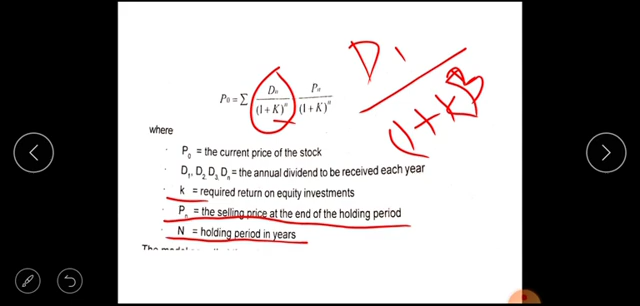 P₀ = Σ Dₙ/(1+K)ⁿ Pₙ/(1+K)ⁿ
D₁
(1+K)
where
· P₀ = the current price of the stock
· D₁, D₂, D₃, Dₙ = the annual dividend to be received each year
· k = required return on equity investments
· Pₙ = the selling price at the end of the holding period
· N = holding period in years